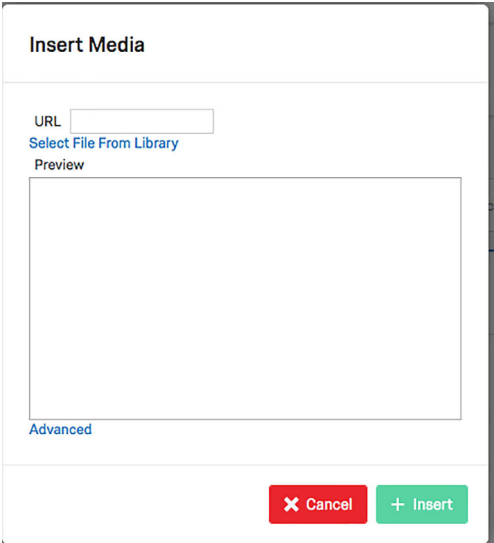 Insert Media
URL
Select File From Library
Preview
Advanced
Cancel
Insert